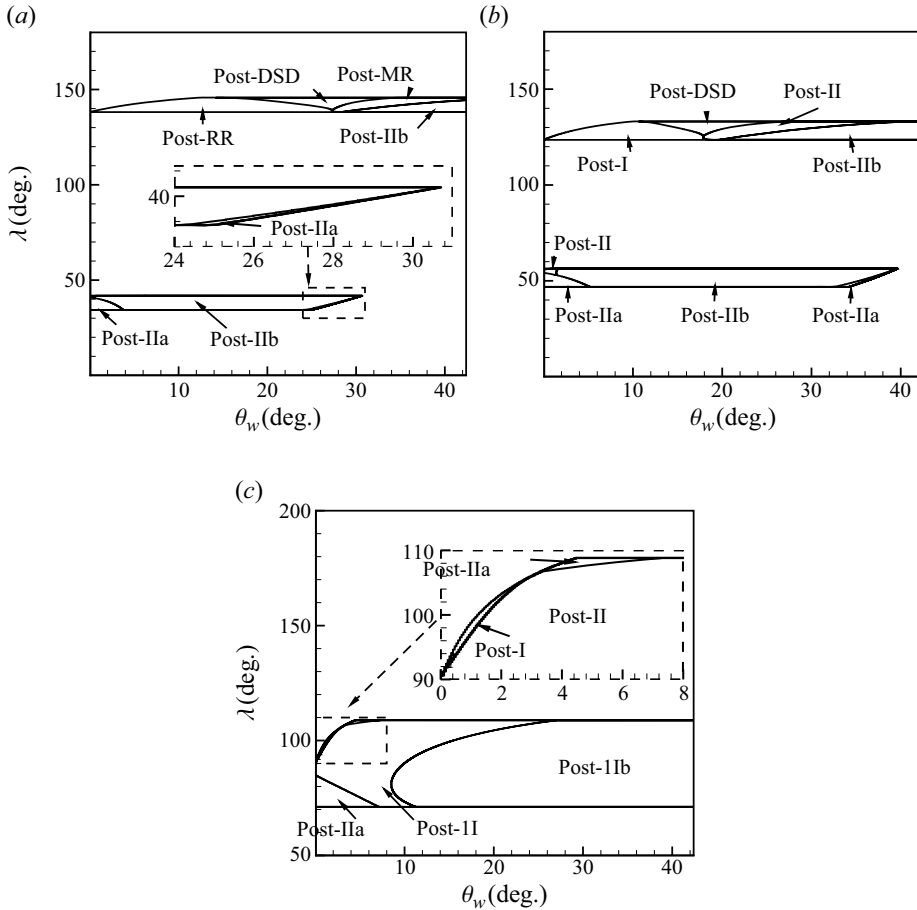 (a)
(b)
150
100
50
0
λ(deg.)
Post-DSD
Post-MR
Post-RR
Post-IIb
40
Post-IIa
24
26
28
30
Post-IIa
Post-IIb
10
20
30
40
θw(deg.)
150
100
50
0
Post-DSD
Post-II
Post-I
Post-IIb
Post-II
Post-IIa
Post-IIb
Post-IIa
10
20
30
40
θw(deg.)
(c)
200
150
100
50
λ(deg.)
110
100
90
Post-IIa
Post-II
Post-I
0
2
4
6
8
Post-1Ib
Post-IIa
Post-1I
10
20
30
40
θw(deg.)